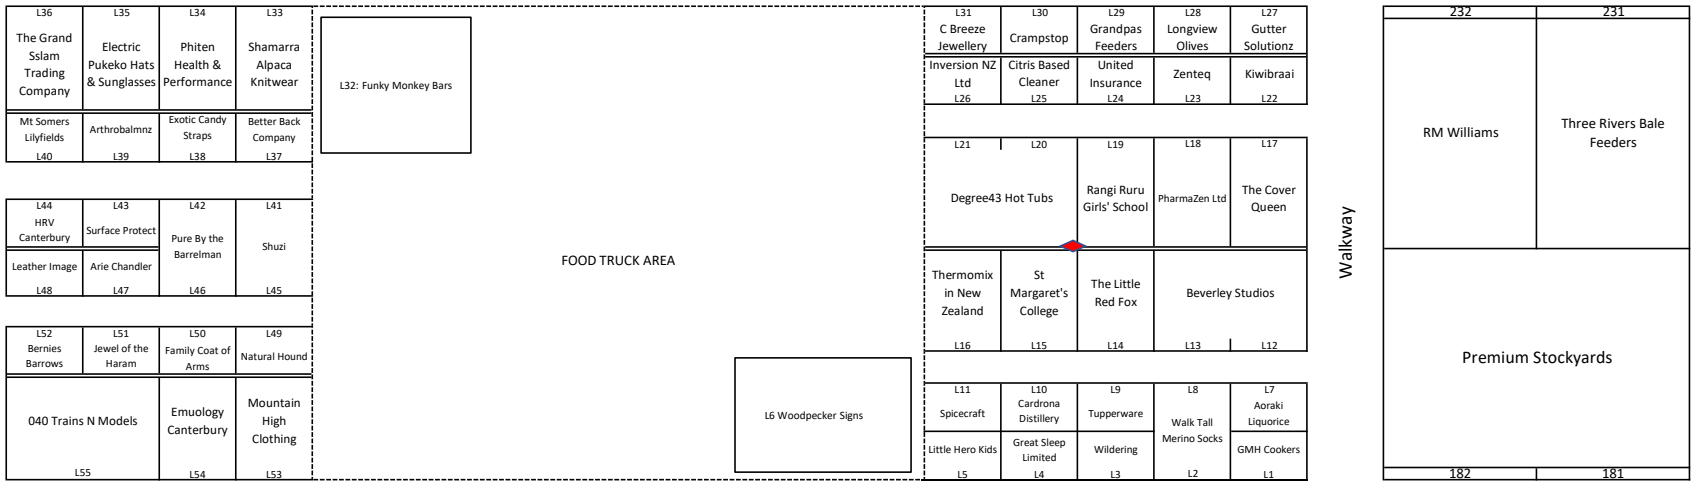 L36
The Grand
Sslam
Trading
Company
L35
Electric
Pukeko Hats
& Sunglasses
L34
Phiten
Health &
Performance
L33
Shamarra
Alpaca
Knitwear
Mt Somers
Lilyfields
L40
Arthrobalmnz
L39
Exotic Candy
Straps
L38
Better Back
Company
L37
L44
HRV
Canterbury
L43
Surface Protect
L42
Pure By the
Barrelman
L46
L41
Shuzi
L45
Leather Image
L48
Arie Chandler
L47
L52
Bernies
Barrows
L51
Jewel of the
Haram
L50
Family Coat of
Arms
L49
Natural Hound
040 Trains N Models
L55
Emuology
Canterbury
L54
Mountain
High
Clothing
L53
L32: Funky Monkey Bars
FOOD TRUCK AREA
L6 Woodpecker Signs
L31
C Breeze
Jewellery
L30
Crampstop
L29
Grandpas
Feeders
L28
Longview
Olives
L27
Gutter
Solutionz
Inversion NZ
Ltd
L26
Citris Based
Cleaner
L25
United
Insurance
L24
Zenteq
L23
Kiwibraai
L22
L21
L20
Degree43 Hot Tubs
L19
Rangi Ruru
Girls' School
L18
PharmaZen Ltd
L17
The Cover
Queen
Thermomix
in New
Zealand
L16
St
Margaret's
College
L15
The Little
Red Fox
L14
Beverley Studios
L13
L12
L11
Spicecraft
L10
Cardrona
Distillery
L9
Tupperware
L8
Walk Tall
Merino Socks
L2
L7
Aoraki
Liquorice
Little Hero Kids
L5
Great Sleep
Limited
L4
Wildering
L3
GMH Cookers
L1
Walkway
232
231
RM Williams
Three Rivers Bale
Feeders
Premium Stockyards
182
181